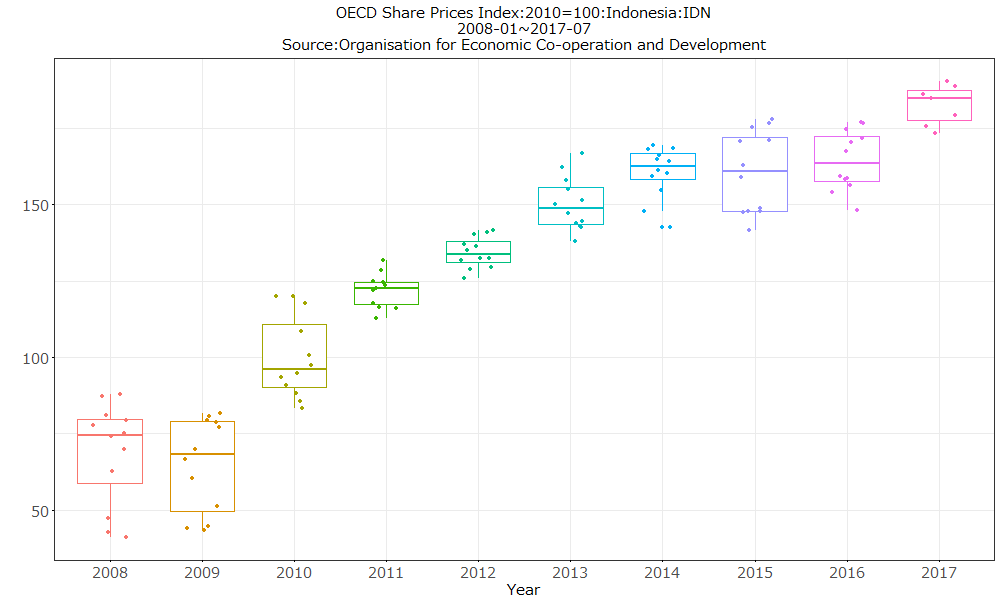 OECD Share Prices Index:2010=100:Indonesia:IDN
2008-01~2017-07
Source:Organisation for Economic Co-operation and Development
150
100
50
2008 2009 2010 2011 2012 2013 2014 2015 2016 2017
Year